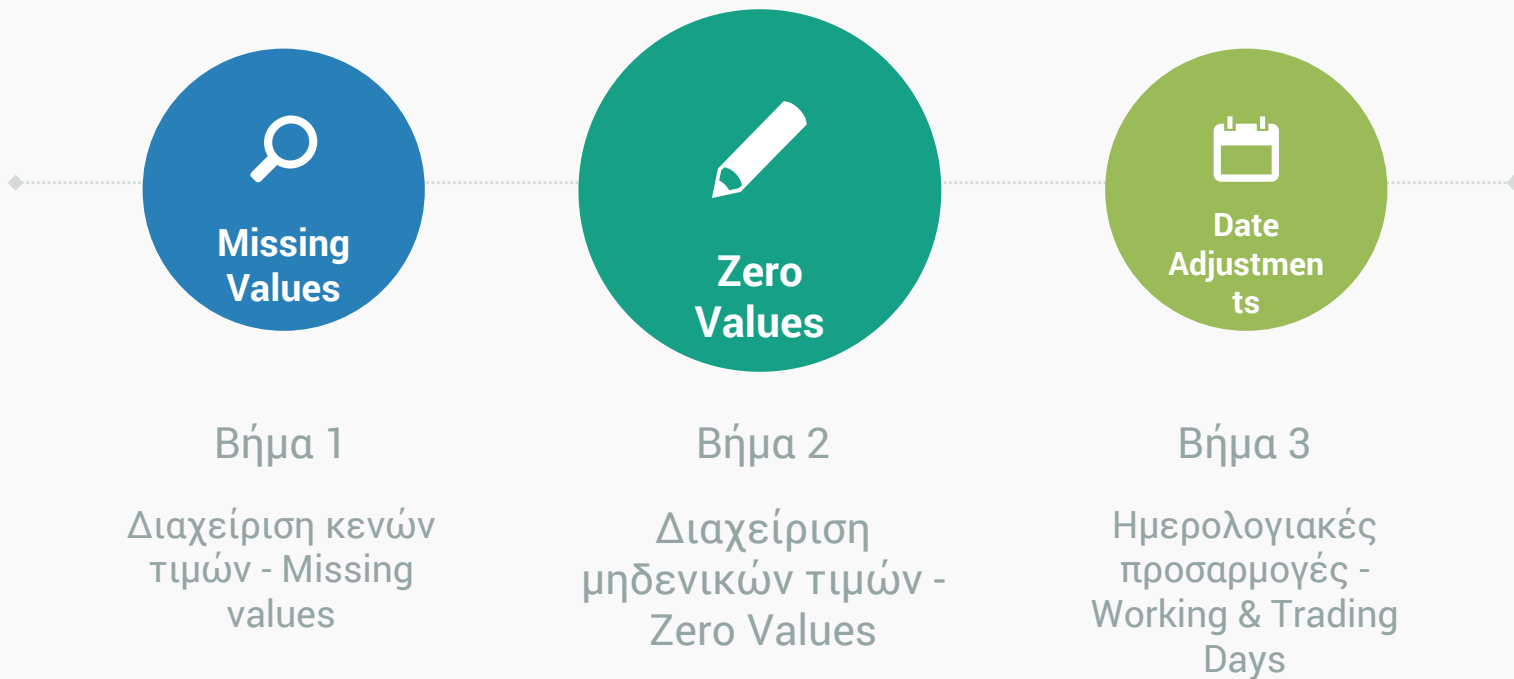 Missing
Values
Zero
Values
Date
Adjustmen
ts
Βήμα 1
Διαχείριση κενών
τιμών - Missing
values
Βήμα 2
Διαχείριση
μηδενικών τιμών -
Zero Values
Βήμα 3
Ημερολογιακές
προσαρμογές -
Working & Trading
Days